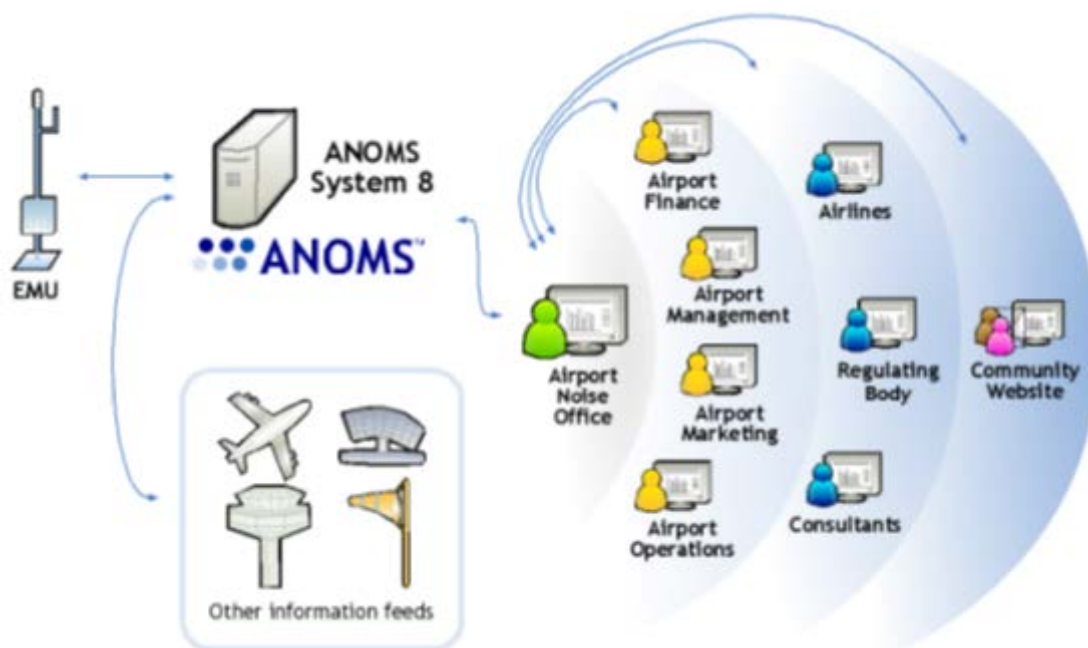 ANOMS
System 8
ANOMS™
EMU
Airport
Finance
Airlines
Airport
Management
Airport
Noise
Office
Regulating
Body
Community
Website
Airport
Marketing
Airport
Operations
Consultants
Other information feeds